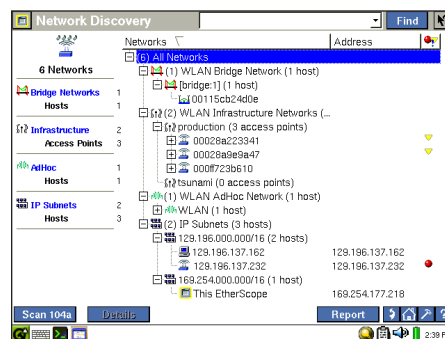 Network Discovery
Find
Networks
Address
6 Networks
Bridge Networks 1
Hosts 1
Infrastructure 2
Access Points 3
AdHoc 1
Hosts 1
IP Subnets 2
Hosts 3
(6) All Networks
(1) WLAN Bridge Network (1 host)
[bridge:1] (1 host)
00115cb24d0e
(2) WLAN Infrastructure Networks (...
production (3 access points)
00028a223341
00028a9e9a47
000ff723b610
tsunami (0 access points)
(1) WLAN AdHoc Network (1 host)
WLAN (1 host)
(2) IP Subnets (3 hosts)
129.196.000.000/16 (2 hosts)
129.196.137.162 129.196.137.162
129.196.137.232 129.196.137.232
169.254.000.000/16 (1 host)
This EtherScope 169.254.177.218
Scan 104a
Details
Report
?
2:39 P